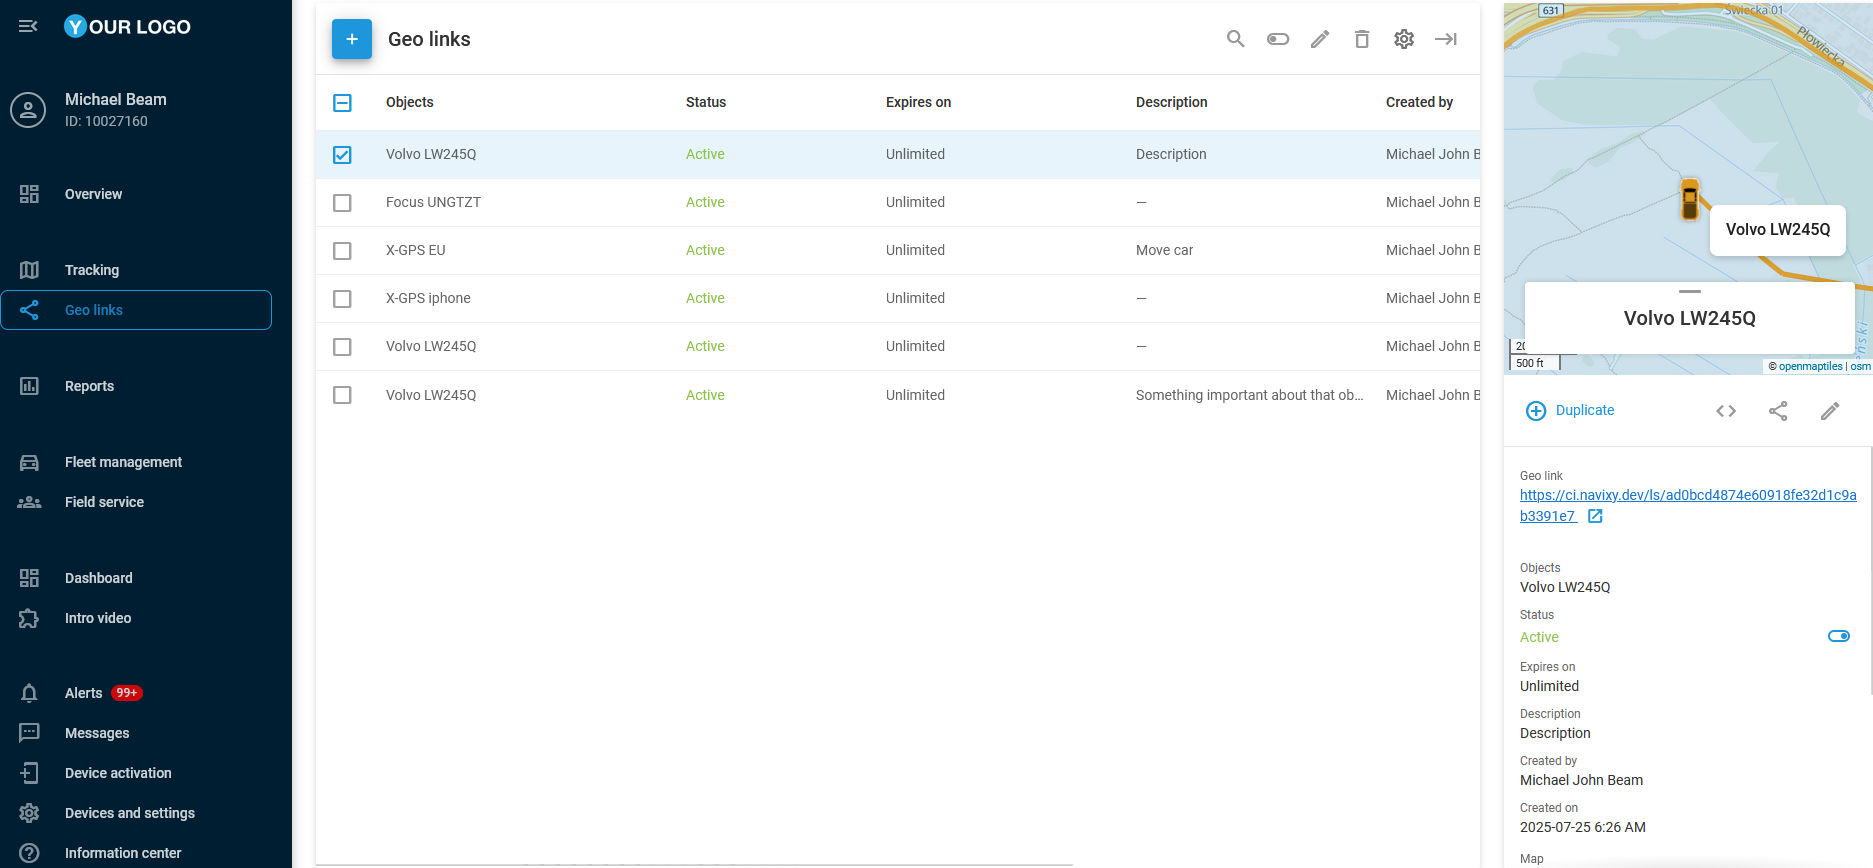 YOUR LOGO
Michael Beam
ID: 10027160
Overview
Tracking
Geo links
Reports
Fleet management
Field service
Dashboard
Intro video
Alerts 99+
Messages
Device activation
Devices and settings
Information center
+ Geo links
Objects Status Expires on Description Created by
Volvo LW245Q Active Unlimited Description Michael John B
Focus UNGTZT Active Unlimited — Michael John B
X-GPS EU Active Unlimited Move car Michael John B
X-GPS iphone Active Unlimited — Michael John B
Volvo LW245Q Active Unlimited — Michael John B
Volvo LW245Q Active Unlimited Something important about that ob... Michael John B
631
Świecka 01
Płowiecka
Volvo LW245Q
Volvo LW245Q
500 ft
© openmaptiles | osm
Duplicate
Geo link
https://ci.navixy.dev/ls/ad0bcd4874e60918fe32d1c9a
b3391e7
Objects
Volvo LW245Q
Status
Active
Expires on
Unlimited
Description
Description
Created by
Michael John Beam
Created on
2025-07-25 6:26 AM
Map